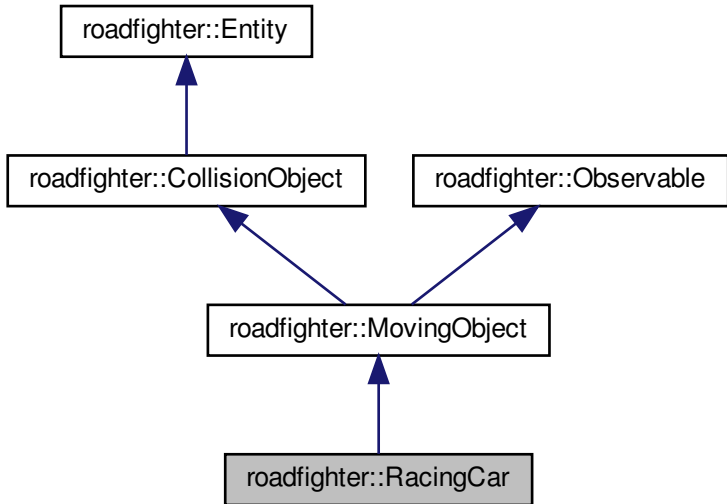 roadfighter::Entity
roadfighter::CollisionObject
roadfighter::Observable
roadfighter::MovingObject
roadfighter::RacingCar